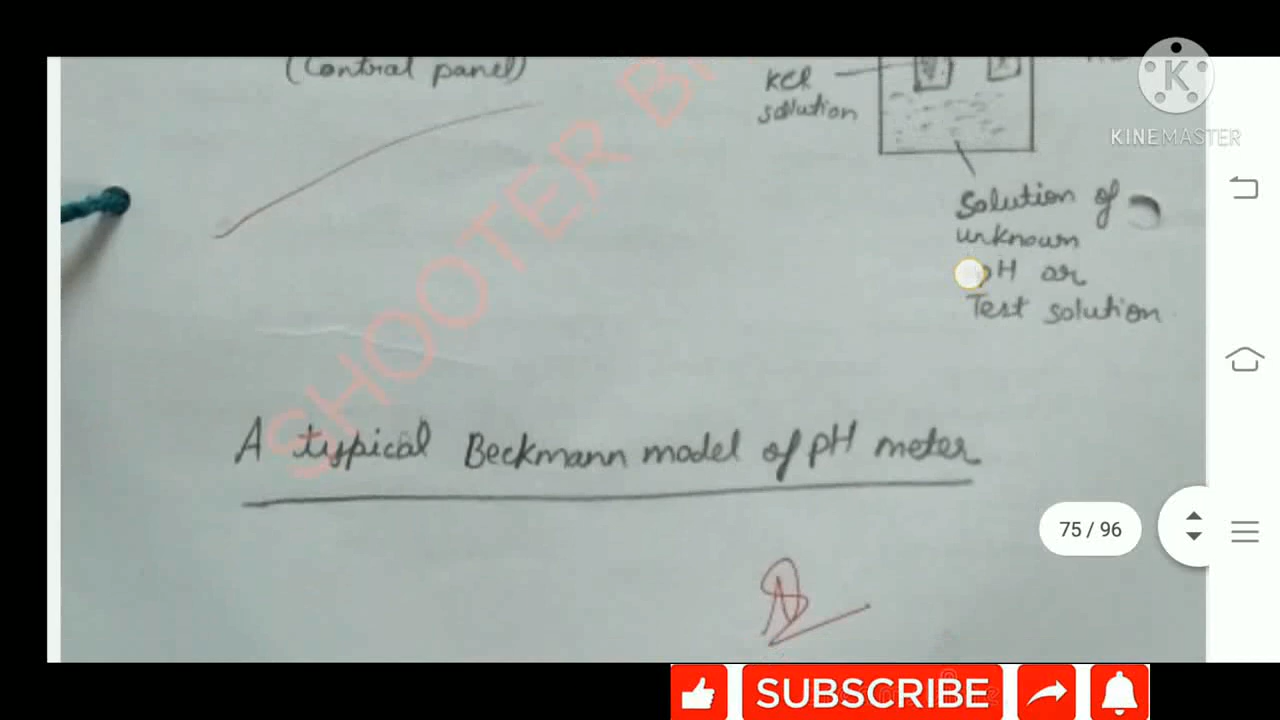 (Control panel)
KCl
solution
Solution of
unknown
pH or
Test solution
SHOOTER
A typical Beckmann model of pH meter
KINEMASTER
75 / 96
SUBSCRIBE